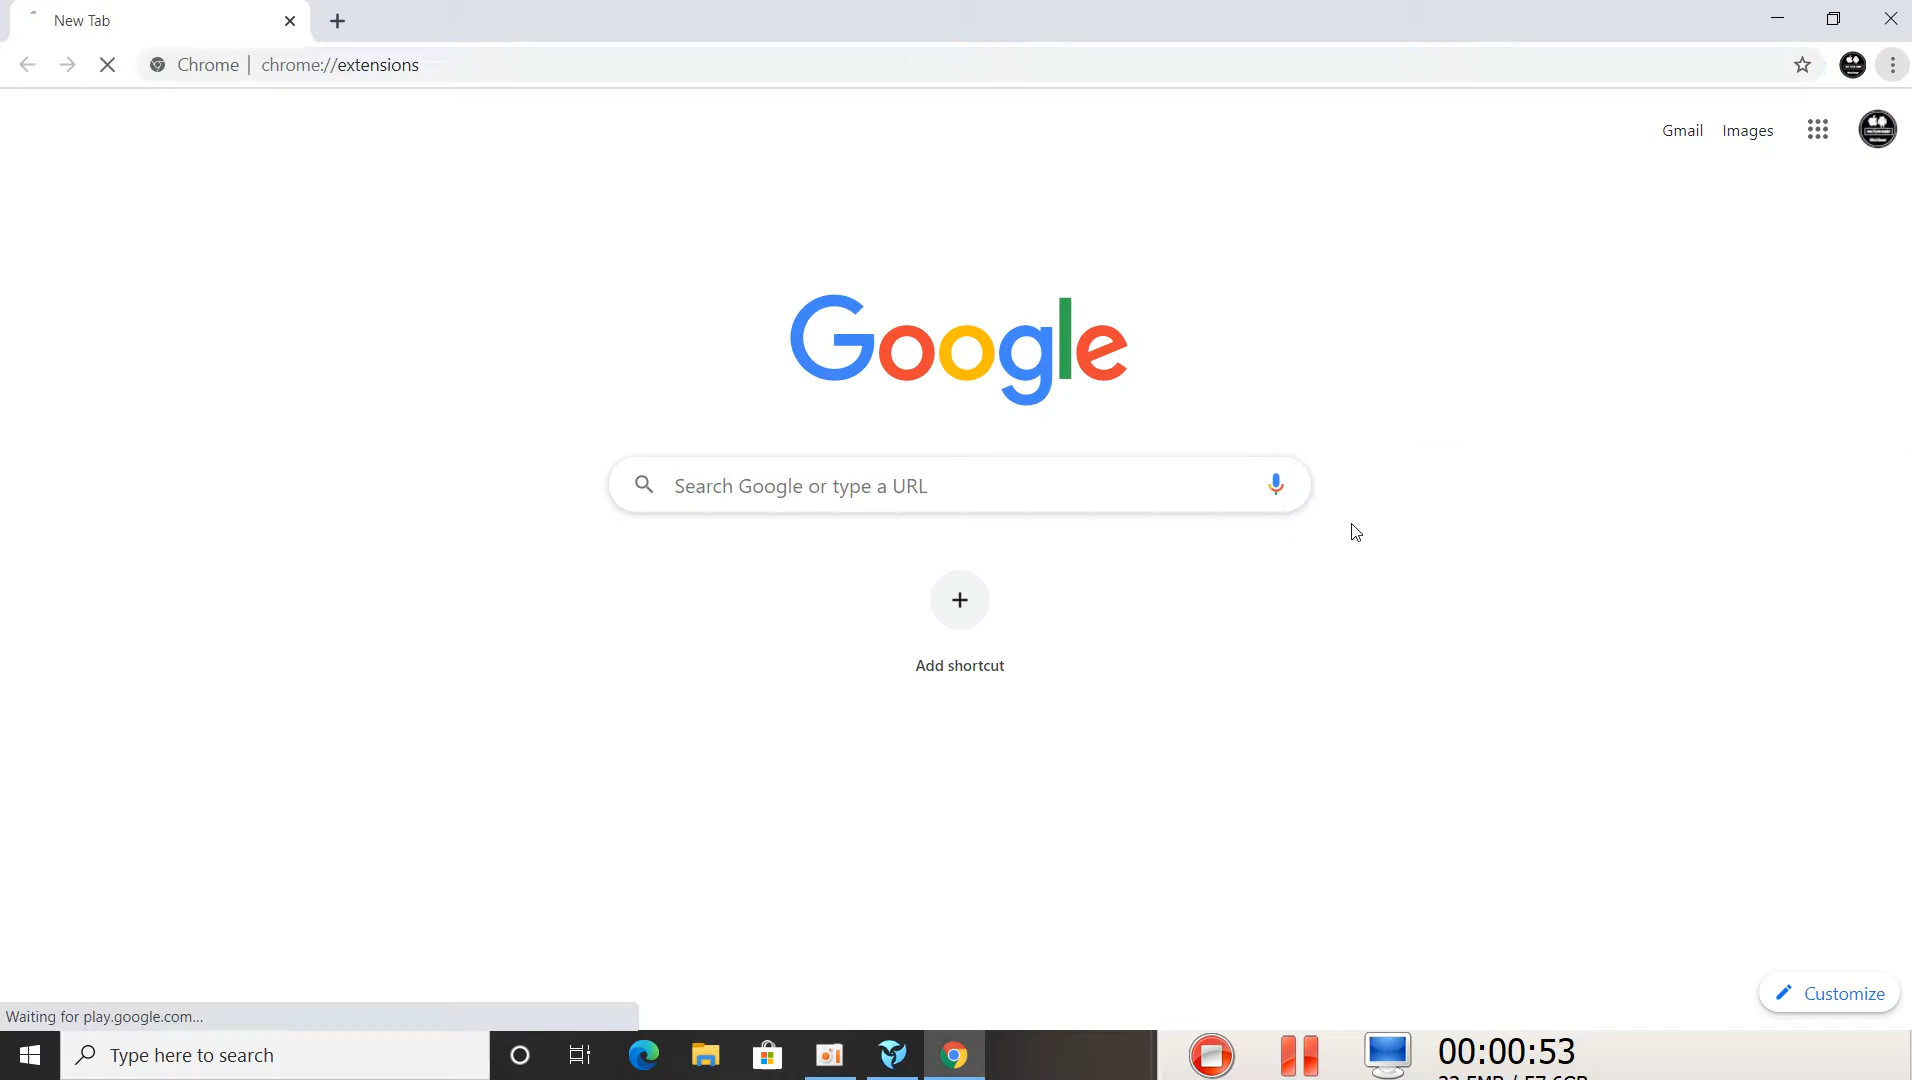 New Tab
Chrome | chrome://extensions
Gmail Images
Google
Search Google or type a URL
Add shortcut
Customize
Waiting for play.google.com...
Type here to search
00:00:53